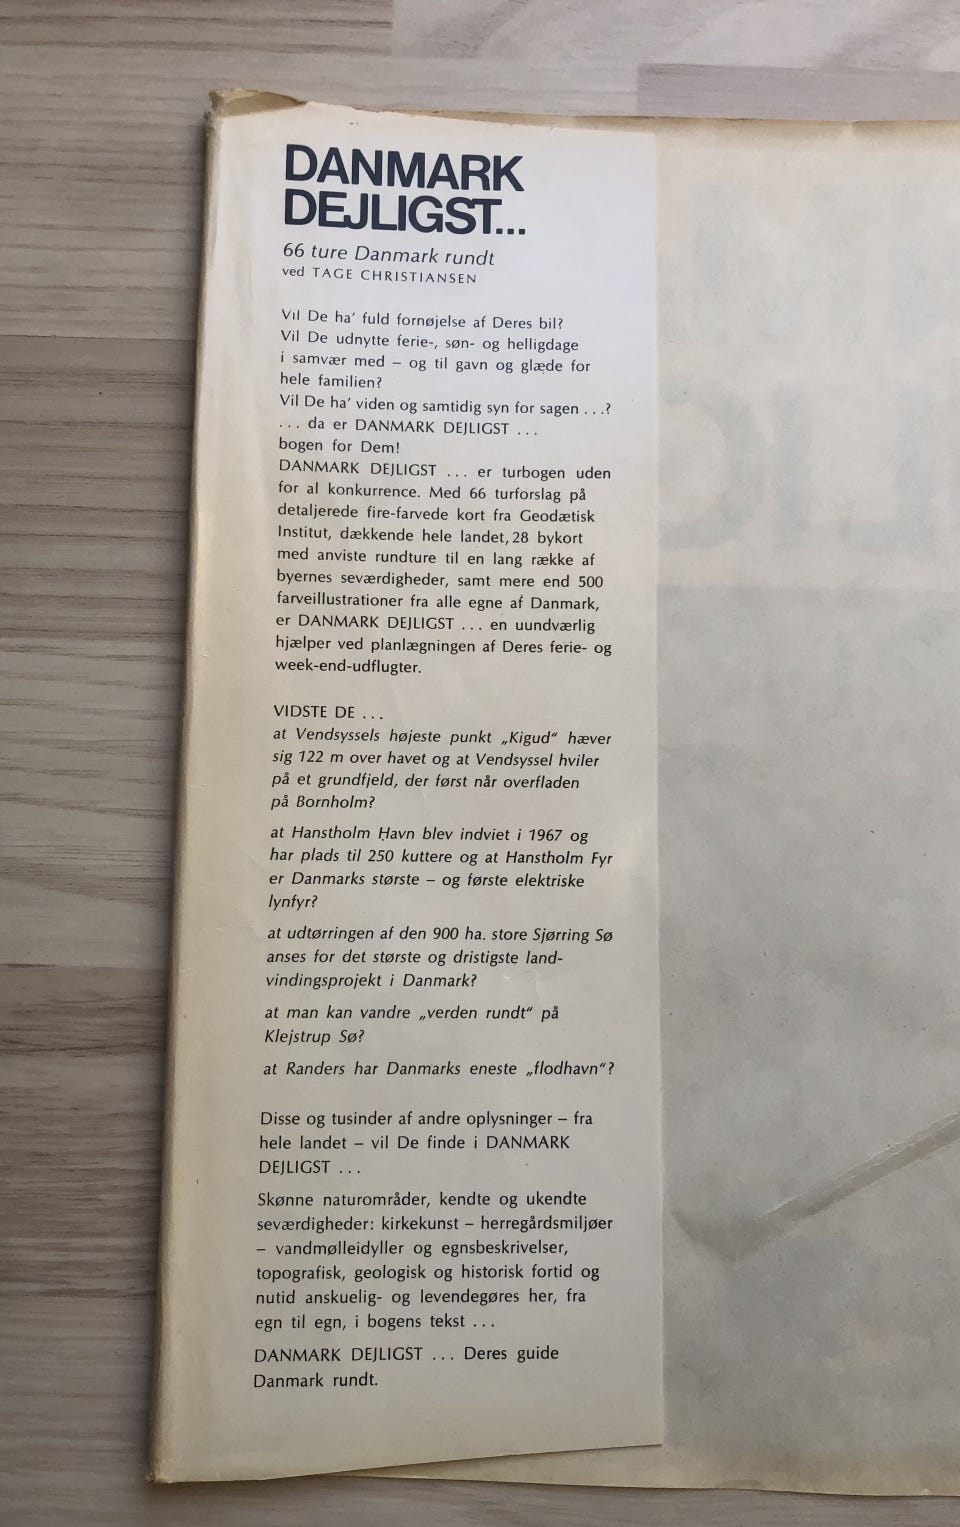 DANMARK
DEJLIGST...
66 ture Danmark rundt
ved TAGE CHRISTIANSEN
Vil De ha' fuld fornøjelse af Deres bil?
Vil De udnytte ferie-, søn- og helligdage
i samvær med – og til gavn og glæde for
hele familien?
Vil De ha' viden og samtidig syn for sagen ...?
... da er DANMARK DEJLIGST ...
bogen for Dem!
DANMARK DEJLIGST ... er turbogen uden
for al konkurrence. Med 66 turforslag på
detaljerede fire-farvede kort fra Geodætisk
Institut, dækkende hele landet, 28 bykort
med anviste rundture til en lang række af
byernes seværdigheder, samt mere end 500
farveillustrationer fra alle egne af Danmark,
er DANMARK DEJLIGST ... en uundværlig
hjælper ved planlægningen af Deres ferie- og
week-end-udflugter.
VIDSTE DE ...
at Vendsyssels højeste punkt „Kigud“ hæver
sig 122 m over havet og at Vendsyssel hviler
på et grundfjeld, der først når overfladen
på Bornholm?
at Hanstholm Havn blev indviet i 1967 og
har plads til 250 kuttere og at Hanstholm Fyr
er Danmarks største – og første elektriske
lynfyr?
at udtørringen af den 900 ha. store Sjørring Sø
anses for det største og dristigste land-
vindingsprojekt i Danmark?
at man kan vandre „verden rundt“ på
Klejstrup Sø?
at Randers har Danmarks eneste „flodhavn“?
Disse og tusinder af andre oplysninger – fra
hele landet – vil De finde i DANMARK
DEJLIGST ...
Skønne naturområder, kendte og ukendte
seværdigheder: kirkekunst – herregårdsmiljøer
– vandmølleidyller og egnsbeskrivelser,
topografisk, geologisk og historisk fortid og
nutid anskuelig- og levendegøres her, fra
egn til egn, i bogens tekst ...
DANMARK DEJLIGST ... Deres guide
Danmark rundt.